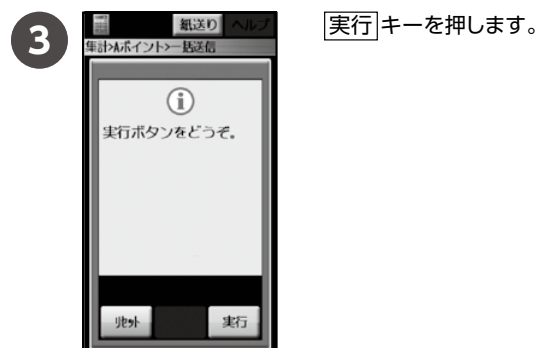 3
紙送り ヘルプ
集計>Aポイント>一括送信
実行ボタンをどうぞ。
リセット 実行
実行キーを押します。